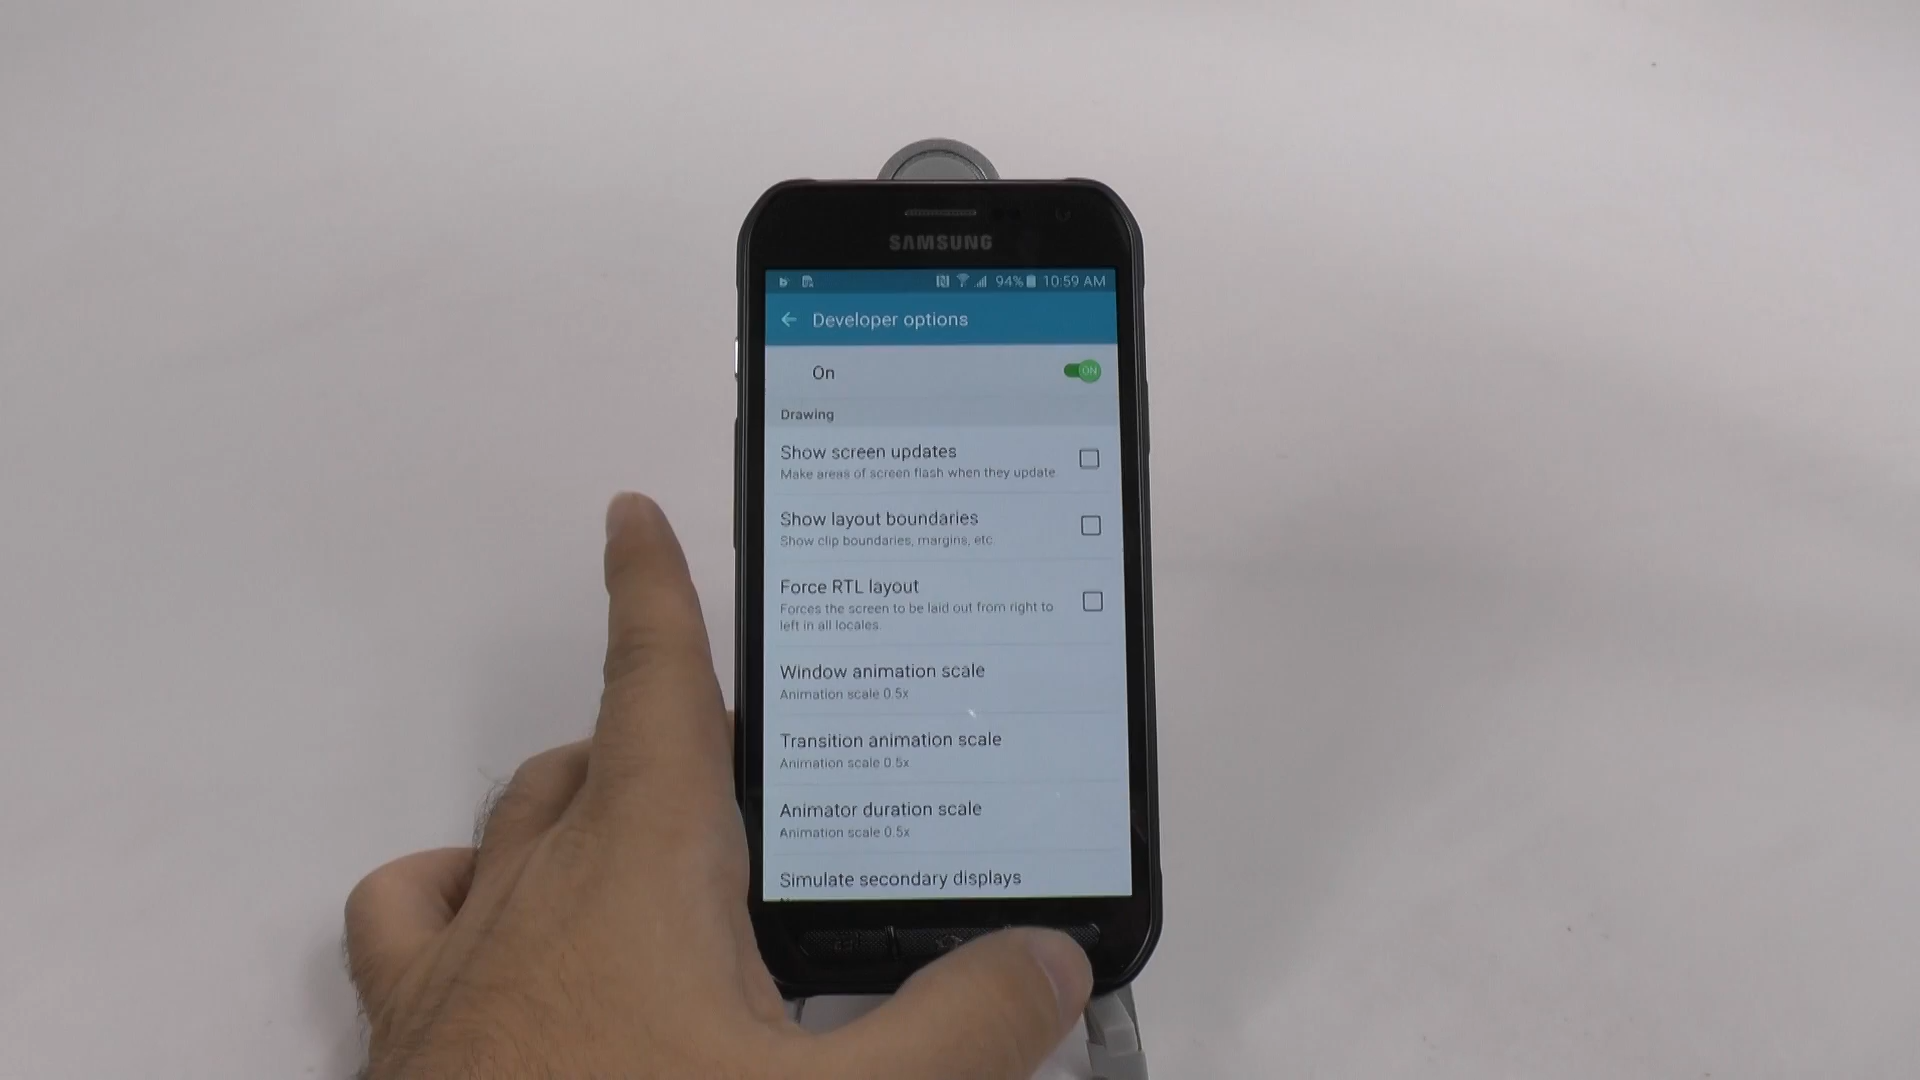 SAMSUNG
94% 10:59 AM
Developer options
On
ON
Drawing
Show screen updates
Make areas of screen flash when they update.
Show layout boundaries
Show clip boundaries, margins, etc
Force RTL layout
Forces the screen to be laid out from right to
left in all locales.
Window animation scale
Animation scale 0.5x
Transition animation scale
Animation scale 0.5x
Animator duration scale
Animation scale 0.5x
Simulate secondary displays